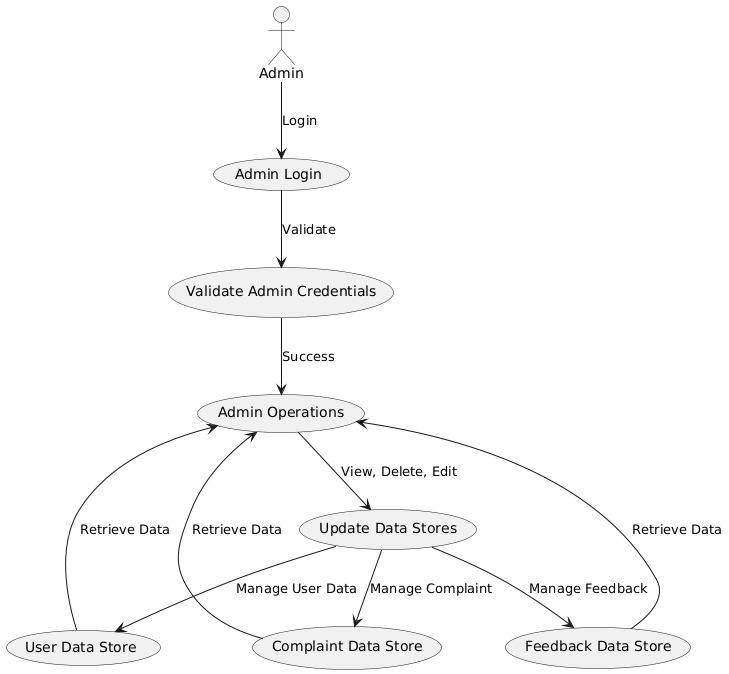 Admin
Login
Admin Login
Validate
Validate Admin Credentials
Success
Admin Operations
View, Delete, Edit
Retrieve Data
Retrieve Data
Update Data Stores
Retrieve Data
Manage User Data
Manage Complaint
Manage Feedback
User Data Store
Complaint Data Store
Feedback Data Store